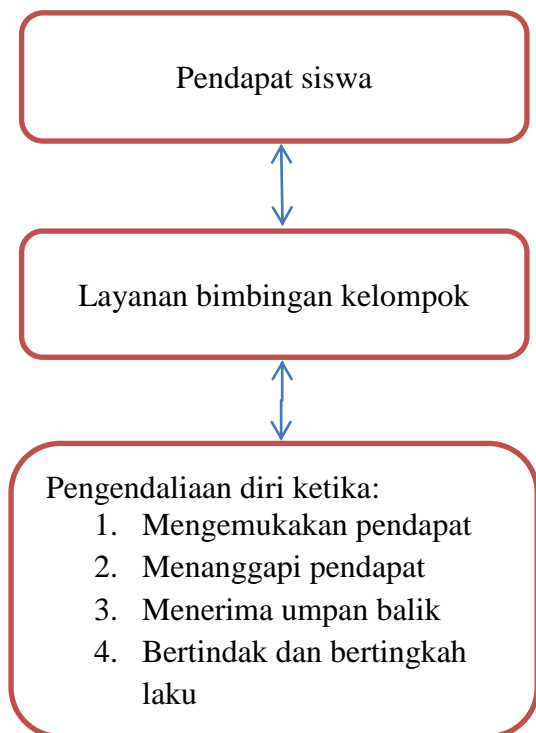 Pendapat siswa
Layanan bimbingan kelompok
Pengendaliaan diri ketika:
1. Mengemukakan pendapat
2. Menanggapi pendapat
3. Menerima umpan balik
4. Bertindak dan bertingkah
laku